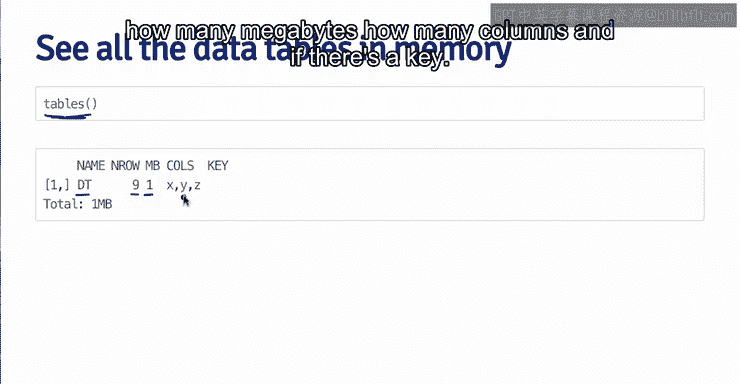 how many megabytes how many columns and
if there's a key.
See all the data tables in memory
tables()
NAME NROW MB COLS KEY
[1,] DT 9 1 x,y,z
Total: 1MB